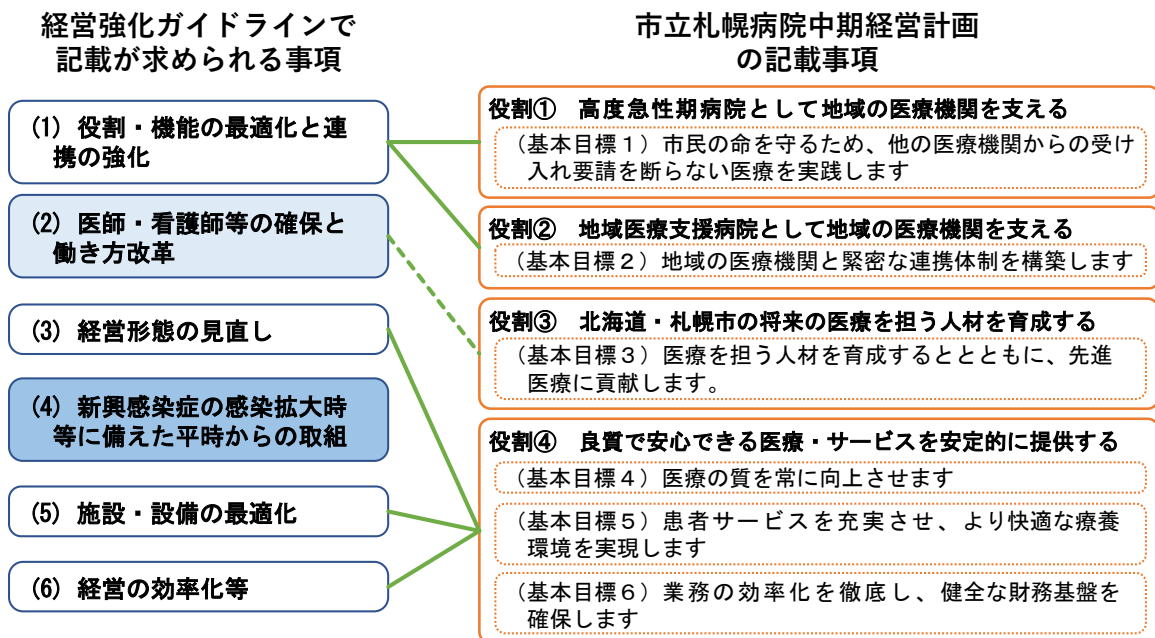 経営強化ガイドラインで
記載が求められる事項
(1) 役割・機能の最適化と連
携の強化
(2) 医師・看護師等の確保と
働き方改革
(3) 経営形態の見直し
(4) 新興感染症の感染拡大時
等に備えた平時からの取組
(5) 施設・設備の最適化
(6) 経営の効率化等
市立札幌病院中期経営計画
の記載事項
役割① 高度急性期病院として地域の医療機関を支える
（基本目標１）市民の命を守るため、他の医療機関からの受け
入れ要請を断らない医療を実践します
役割② 地域医療支援病院として地域の医療機関を支える
（基本目標２）地域の医療機関と緊密な連携体制を構築します
役割③ 北海道・札幌市の将来の医療を担う人材を育成する
（基本目標３）医療を担う人材を育成するととともに、先進
医療に貢献します。
役割④ 良質で安心できる医療・サービスを安定的に提供する
（基本目標４）医療の質を常に向上させます
（基本目標５）患者サービスを充実させ、より快適な療養
環境を実現します
（基本目標６）業務の効率化を徹底し、健全な財務基盤を
確保します